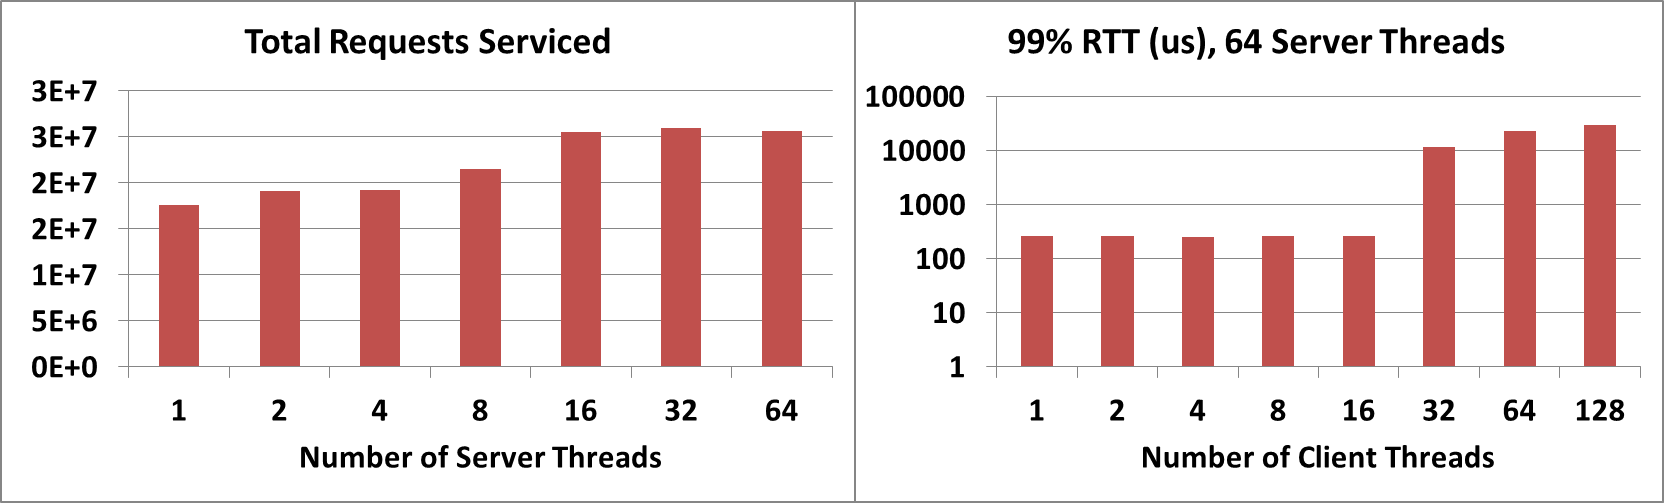 Total Requests Serviced
3E+7
3E+7
2E+7
2E+7
1E+7
5E+6
0E+0
1 2 4 8 16 32 64
Number of Server Threads
99% RTT (us), 64 Server Threads
100000
10000
1000
100
10
1
1 2 4 8 16 32 64 128
Number of Client Threads